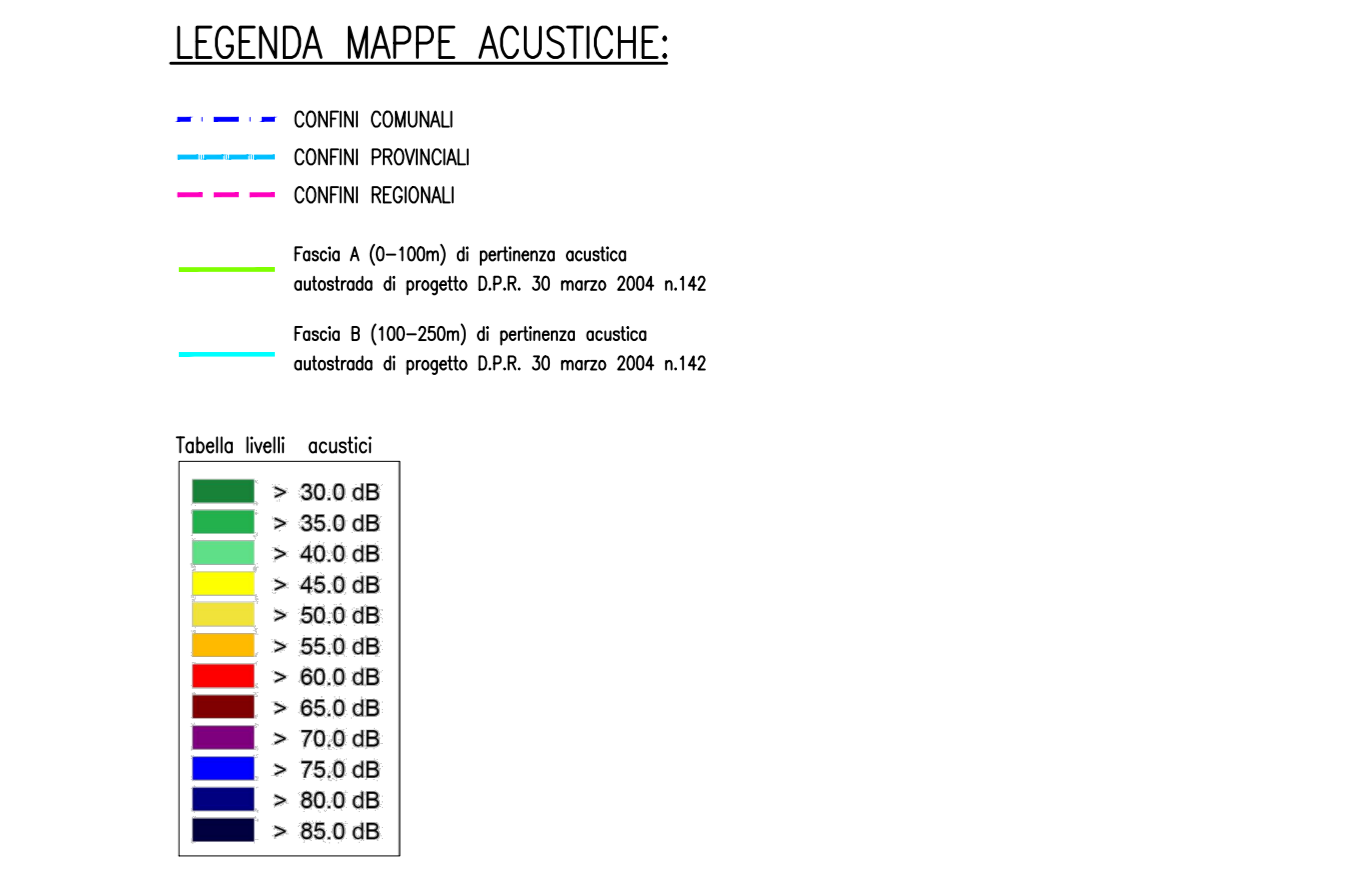 LEGENDA MAPPE ACUSTICHE:
CONFINI COMUNALI
CONFINI PROVINCIALI
CONFINI REGIONALI
Fascia A (0-100m) di pertinenza acustica
autostrada di progetto D.P.R. 30 marzo 2004 n.142
Fascia B (100-250m) di pertinenza acustica
autostrada di progetto D.P.R. 30 marzo 2004 n.142
Tabella livelli acustici
> 30.0 dB
> 35.0 dB
> 40.0 dB
> 45.0 dB
> 50.0 dB
> 55.0 dB
> 60.0 dB
> 65.0 dB
> 70.0 dB
> 75.0 dB
> 80.0 dB
> 85.0 dB